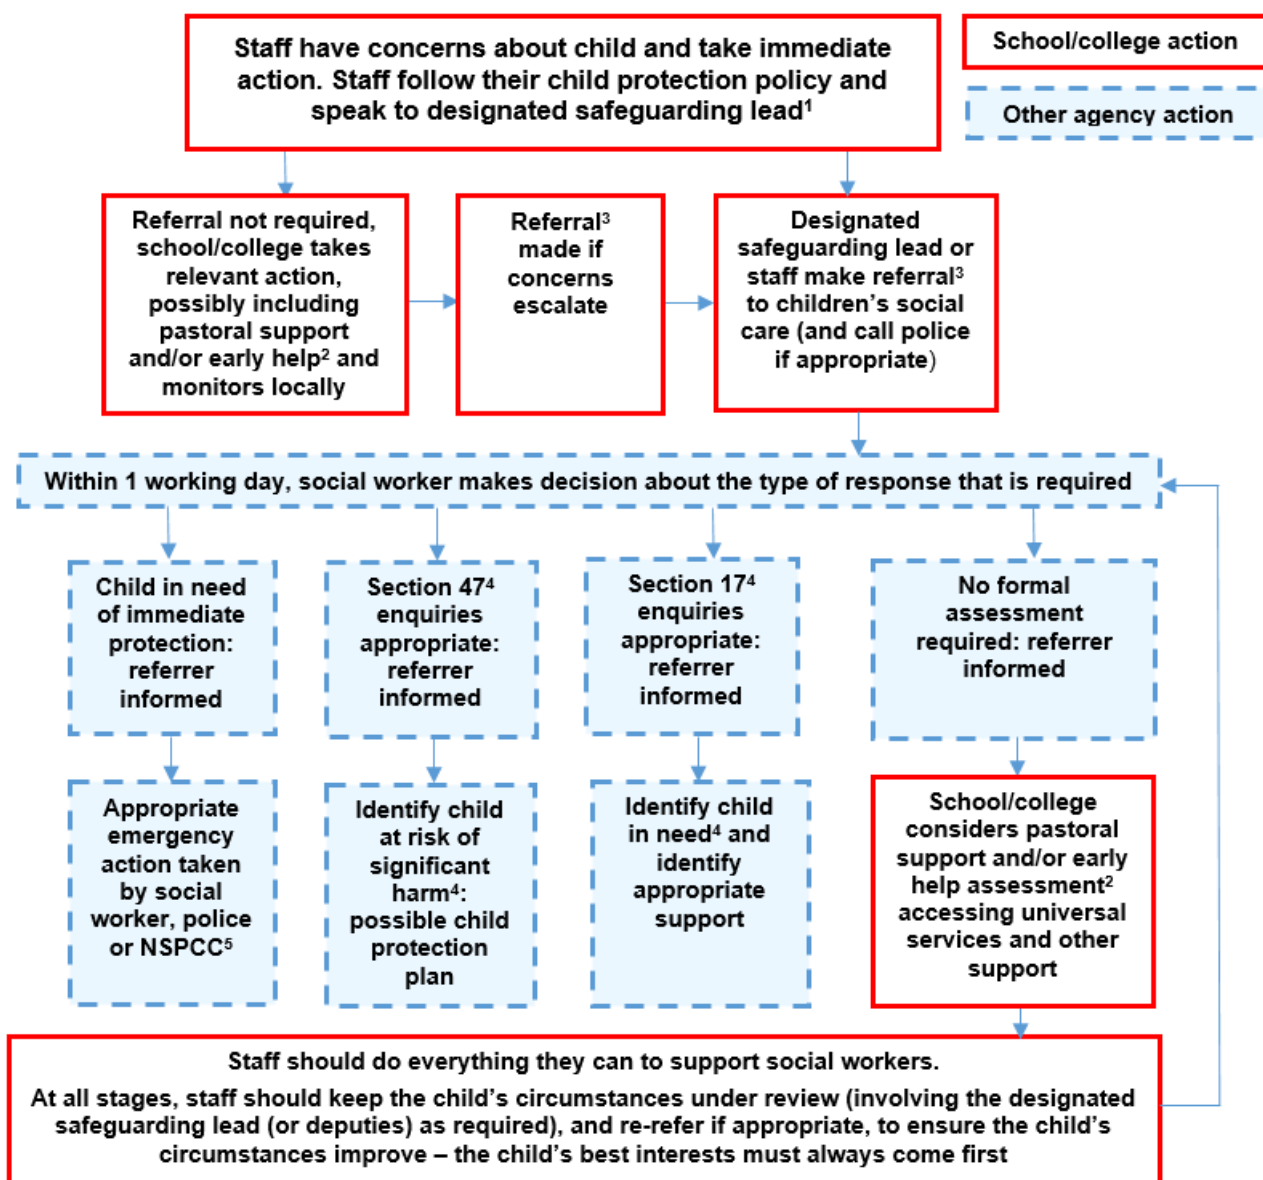 Staff have concerns about child and take immediate
action. Staff follow their child protection policy and
speak to designated safeguarding lead¹
School/college action
Other agency action
Referral not required,
school/college takes
relevant action,
possibly including
pastoral support
and/or early help² and
monitors locally
Referral³
made if
concerns
escalate
Designated
safeguarding lead or
staff make referral³
to children’s social
care (and call police
if appropriate)
Within 1 working day, social worker makes decision about the type of response that is required
Child in need
of immediate
protection:
referrer
informed
Section 47⁴
enquiries
appropriate:
referrer
informed
Section 17⁴
enquiries
appropriate:
referrer
informed
No formal
assessment
required: referrer
informed
Appropriate
emergency
action taken
by social
worker, police
or NSPCC⁵
Identify child
at risk of
significant
harm⁴:
possible child
protection
plan
Identify child
in need⁴ and
identify
appropriate
support
School/college
considers pastoral
support and/or early
help assessment²
accessing universal
services and other
support
Staff should do everything they can to support social workers.
At all stages, staff should keep the child’s circumstances under review (involving the designated
safeguarding lead (or deputies) as required), and re-refer if appropriate, to ensure the child’s
circumstances improve – the child’s best interests must always come first